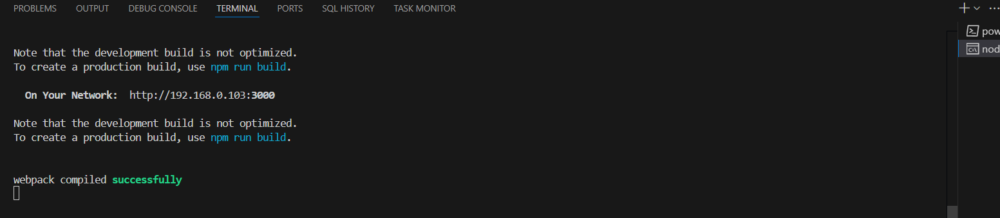 PROBLEMS OUTPUT DEBUG CONSOLE TERMINAL PORTS SQL HISTORY TASK MONITOR
pow
nod
Note that the development build is not optimized.
To create a production build, use npm run build.
On Your Network: http://192.168.0.103:3000
Note that the development build is not optimized.
To create a production build, use npm run build.
webpack compiled successfully